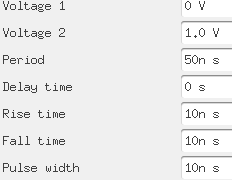 Voltage 1 0 V
Voltage 2 1.0 V
Period 50n s
Delay time 0 s
Rise time 10n s
Fall time 10n s
Pulse width 10n s